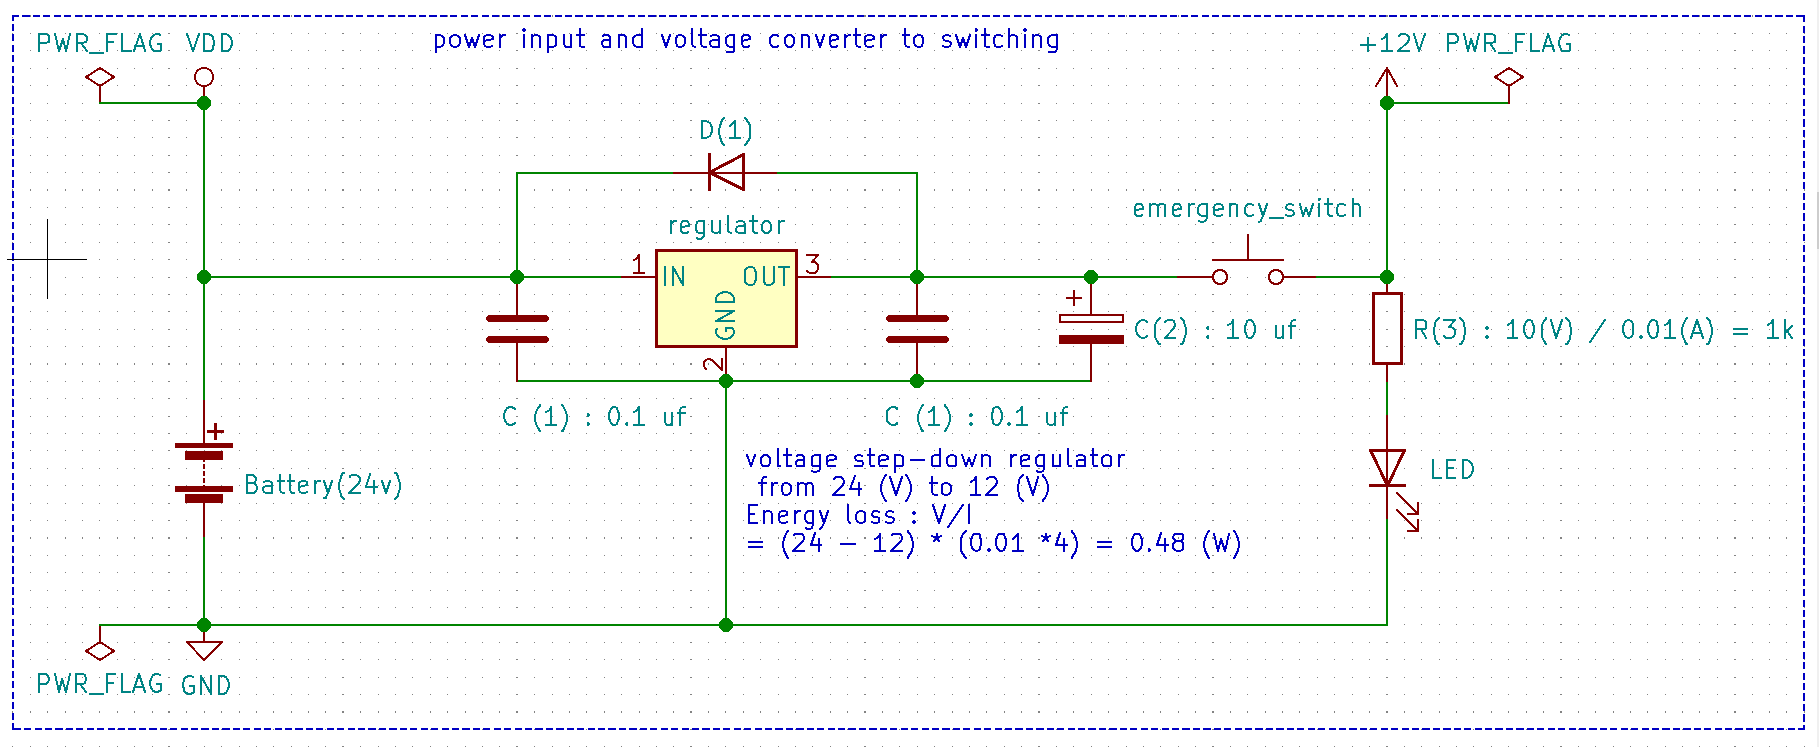 PWR_FLAG VDD
power input and voltage converter to switching
+12V PWR_FLAG
D(1)
emergency_switch
regulator
1
IN
OUT
3
GND
2
+
C(2) : 10 uf
R(3) : 10(V) / 0.01(A) = 1k
C (1) : 0.1 uf
C (1) : 0.1 uf
+
Battery(24v)
voltage step-down regulator
from 24 (V) to 12 (V)
Energy loss : V/I
= (24 - 12) * (0.01 *4) = 0.48 (W)
LED
PWR_FLAG GND